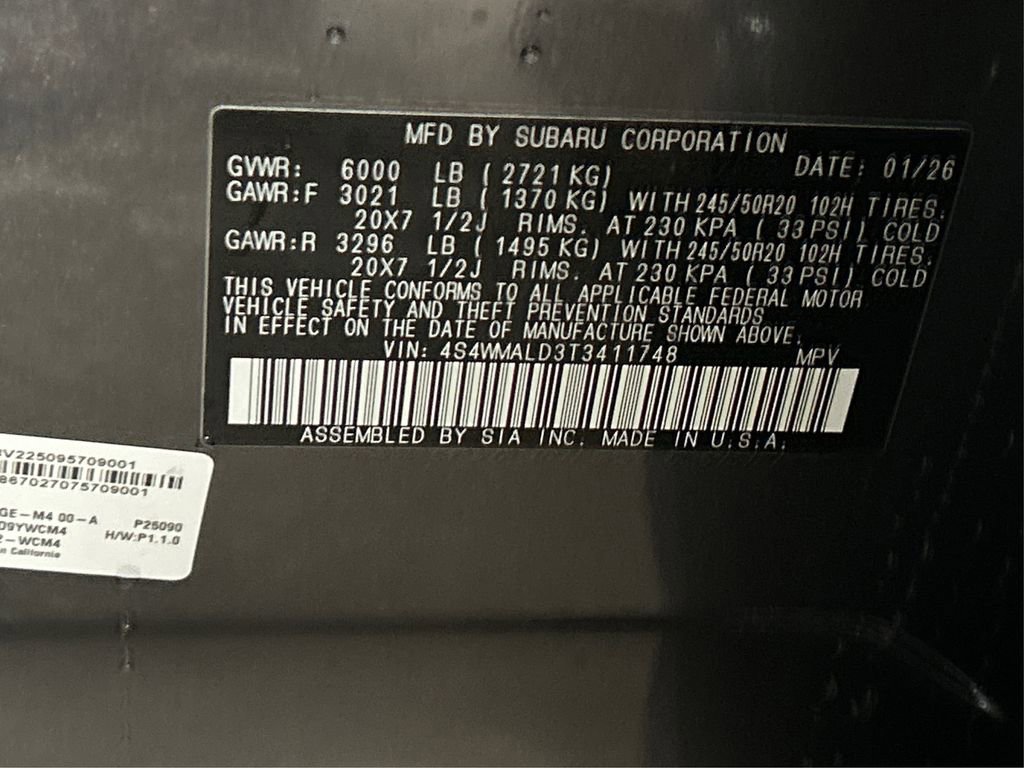 MFD BY SUBARU CORPORATION
GVWR: 6000 LB ( 2721 KG) DATE: 01/26
GAWR:F 3021 LB ( 1370 KG) WITH 245/50R20 102H TIRES.
20X7 1/2J RIMS. AT 230 KPA ( 33 PSI) COLD
GAWR:R 3296 LB ( 1495 KG) WITH 245/50R20 102H TIRES.
20X7 1/2J RIMS. AT 230 KPA ( 33 PSI) COLD
THIS VEHICLE CONFORMS TO ALL APPLICABLE FEDERAL MOTOR
VEHICLE SAFETY AND THEFT PREVENTION STANDARDS
IN EFFECT ON THE DATE OF MANUFACTURE SHOWN ABOVE.
VIN: 4S4WMALD3T3411748 MPV
ASSEMBLED BY SIA INC. MADE IN U.S.A.
V225095709001
867027075709001
GE-M4 00-A P25090
09YWCM4 H/W:P1.1.0
-WCM4
n California